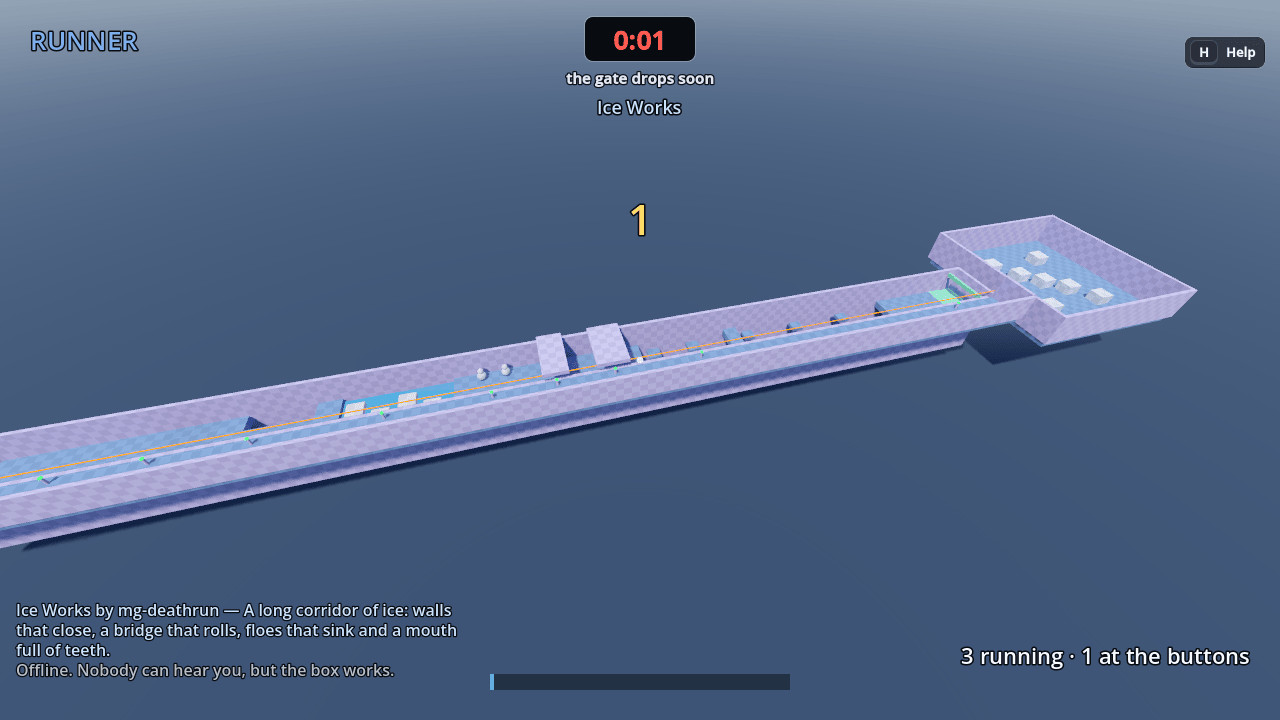 RUNNER
0:01
H Help
the gate drops soon
Ice Works
1
Ice Works by mg-deathrun — A long corridor of ice: walls
that close, a bridge that rolls, floes that sink and a mouth
full of teeth.
Offline. Nobody can hear you, but the box works.
3 running · 1 at the buttons